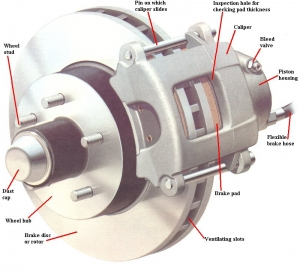 Pin on which
caliper slides
Inspection hole for
checking pad thickness
Caliper
Bleed
valve
Wheel
stud
Piston
housing
Flexible
brake hose
Dust
cap
Brake pad
Wheel hub
Brake disc
or rotor
Ventilating slots